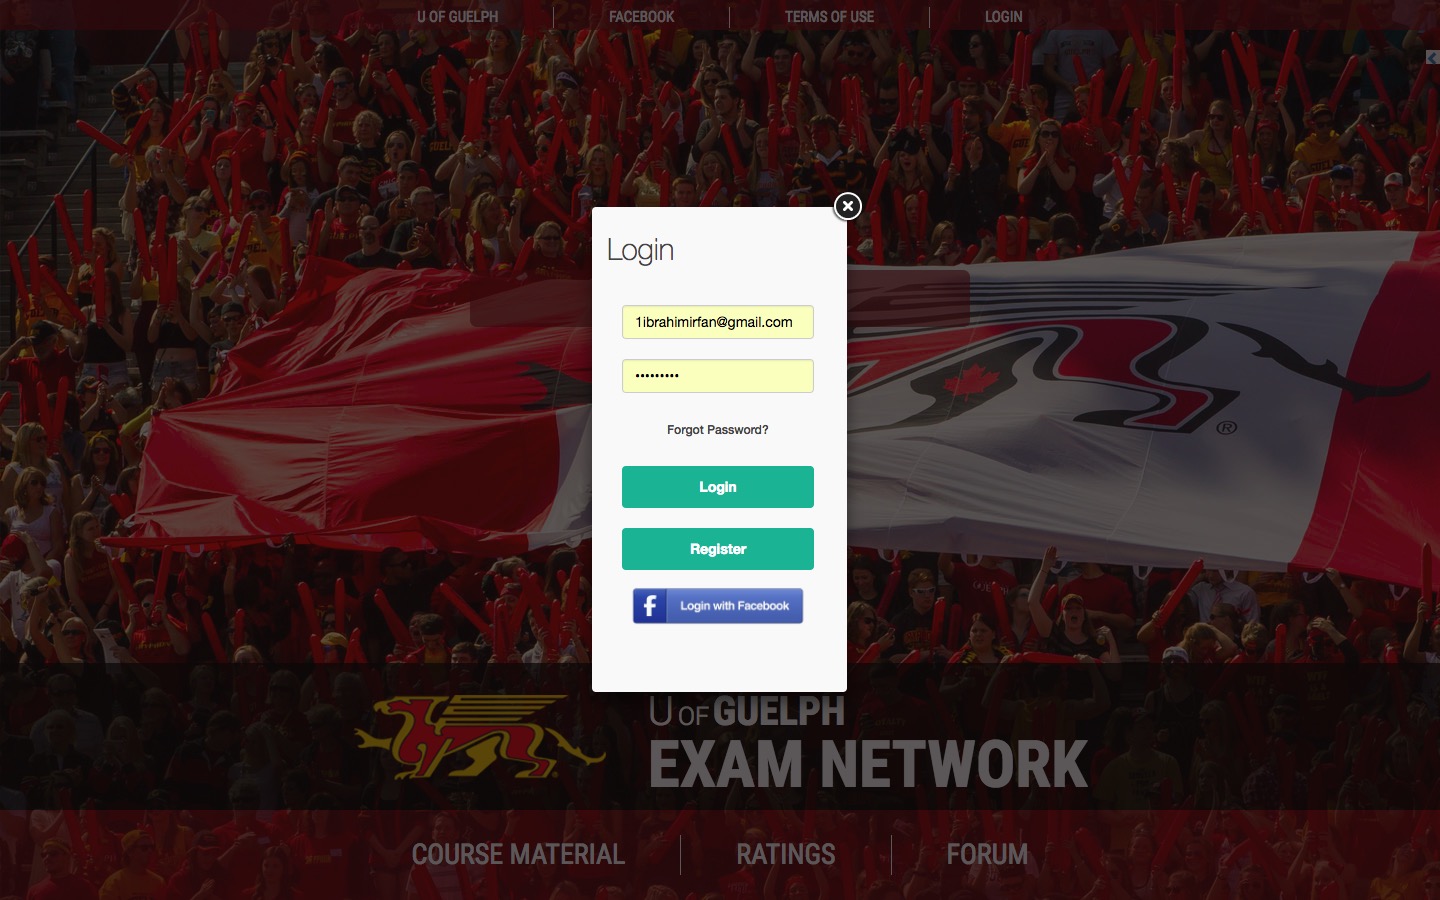 U OF GUELPH
FACEBOOK
TERMS OF USE
LOGIN
Login
1ibrahimirfan@gmail.com
•••••••••
Forgot Password?
Login
Register
f Login with Facebook
®
GUELPH
U OF GUELPH
EXAM NETWORK
COURSE MATERIAL
RATINGS
FORUM